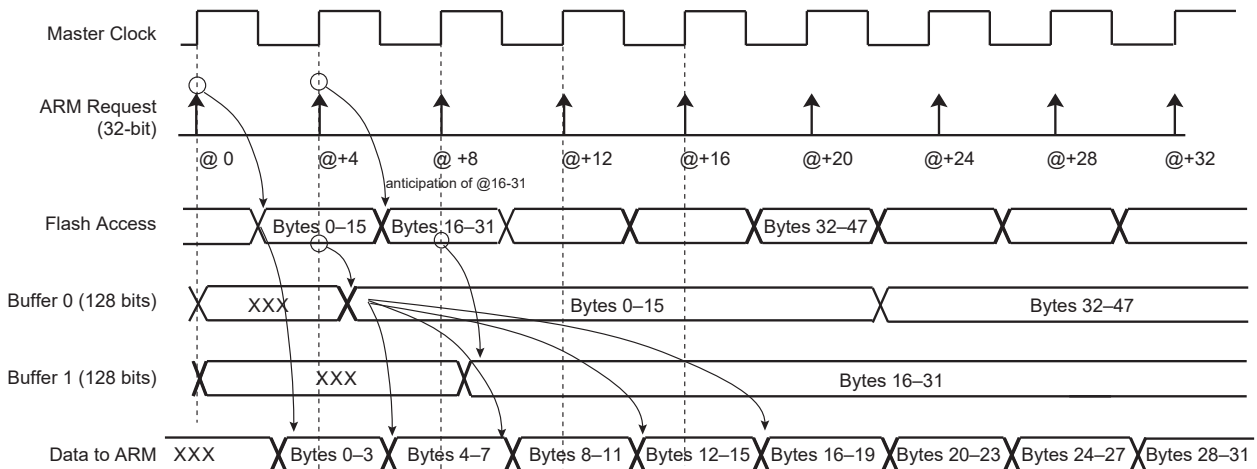 Master Clock
ARM Request
(32-bit)
@ 0 @+4 @ +8 @+12 @+16 @+20 @+24 @+28 @+32
anticipation of @16-31
Flash Access Bytes 0–15 Bytes 16–31 Bytes 32–47
Buffer 0 (128 bits) XXX Bytes 0–15 Bytes 32–47
Buffer 1 (128 bits) XXX Bytes 16–31
Data to ARM XXX Bytes 0–3 Bytes 4–7 Bytes 8–11 Bytes 12–15 Bytes 16–19 Bytes 20–23 Bytes 24–27 Bytes 28–31